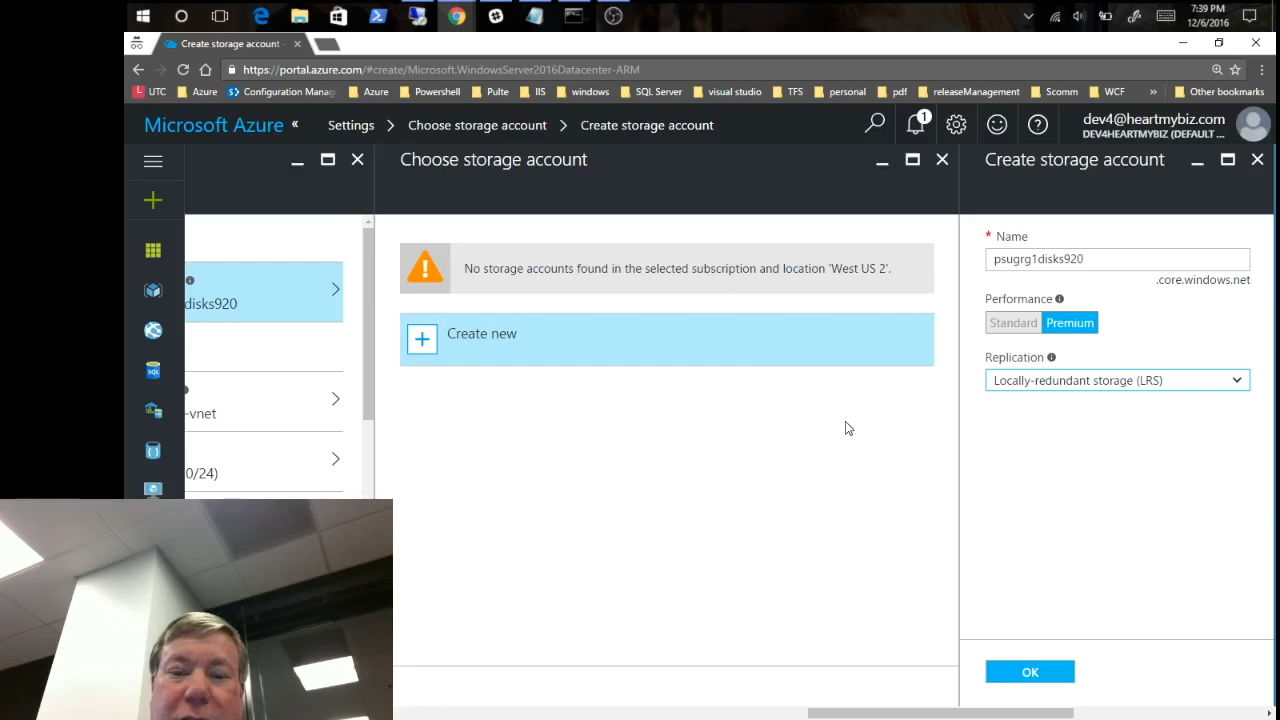 7:39 PM
12/6/2016
Create storage account -
https://portal.azure.com/#create/Microsoft.WindowsServer2016Datacenter-ARM
UTC Azure Configuration Manag Azure Powershell Pulte IIS windows SQL Server visual studio TFS personal pdf releaseManagement Scomm WCF » Other bookmarks
Microsoft Azure « Settings > Choose storage account > Create storage account 1 dev4@heartmybiz.com
DEV4HEARTMYBIZ (DEFAULT ...
Choose storage account
Create storage account
No storage accounts found in the selected subscription and location 'West US 2'.
Create new
disks920
-vnet
0/24)
* Name
psugrg1disks920
.core.windows.net
Performance
Standard Premium
Replication
Locally-redundant storage (LRS)
OK